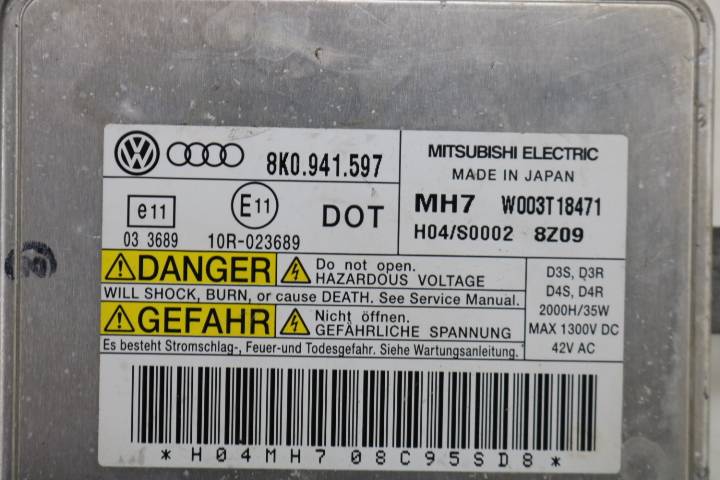 8K0.941.597
MITSUBISHI ELECTRIC
MADE IN JAPAN
e11
E11
DOT
03 3689
10R-023689
MH7 W003T18471
H04/S0002 8Z09
DANGER
Do not open.
HAZARDOUS VOLTAGE
WILL SHOCK, BURN, or cause DEATH. See Service Manual.
GEFAHR
Nicht öffnen.
GEFÄHRLICHE SPANNUNG
Es besteht Stromschlag-, Feuer-und Todesgefahr. Siehe Wartungsanleitung.
D3S, D3R
D4S, D4R
2000H/35W
MAX 1300V DC
42V AC
*H04MH708C95SD8*